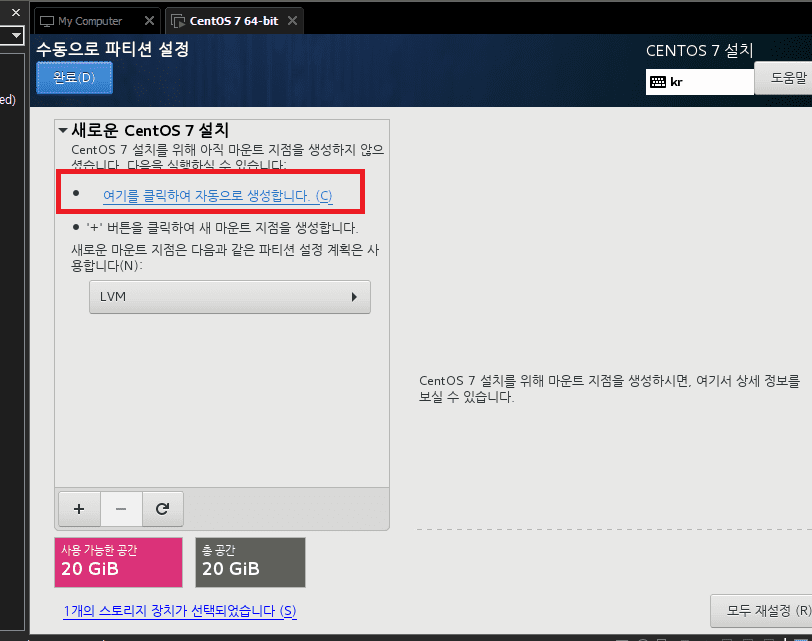 My Computer
CentOS 7 64-bit
수동으로 파티션 설정
CENTOS 7 설치
완료(D)
kr
도움말
ed)
새로운 CentOS 7 설치
CentOS 7 설치를 위해 아직 마운트 지점을 생성하지 않으
셨습니다. 다음을 실행하실 수 있습니다:
여기를 클릭하여 자동으로 생성합니다. (C)
'+' 버튼을 클릭하여 새 마운트 지점을 생성합니다.
새로운 마운트 지점은 다음과 같은 파티션 설정 계획은 사
용합니다(N):
LVM
CentOS 7 설치를 위해 마운트 지점을 생성하시면, 여기서 상세 정보를
보실 수 있습니다.
사용 가능한 공간
20 GiB
총 공간
20 GiB
1개의 스토리지 장치가 선택되었습니다 (S)
모두 재설정 (R)